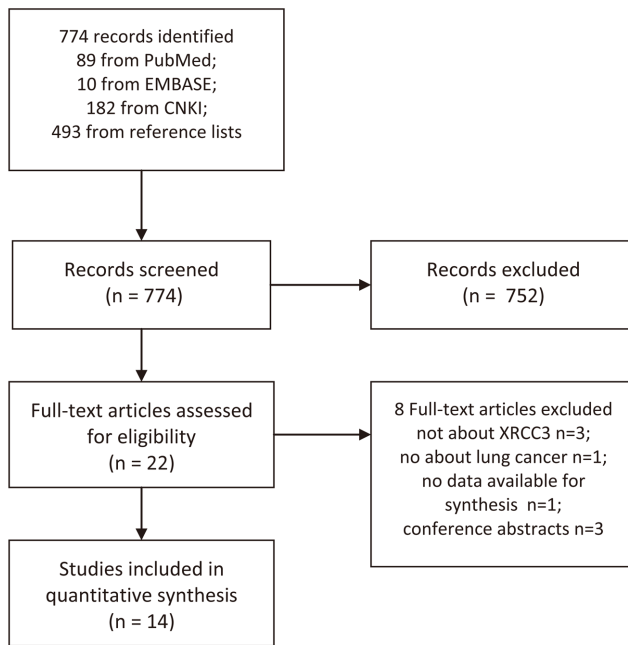 774 records identified
89 from PubMed;
10 from EMBASE;
182 from CNKI;
493 from reference lists
Records screened
(n = 774)
Records excluded
(n =  752)
Full-text articles assessed
for eligibility
(n = 22)
8 Full-text articles excluded
not about XRCC3 n=3;
no about lung cancer n=1;
no data available for
synthesis  n=1;
conference abstracts n=3
Studies included in
quantitative synthesis
(n = 14)